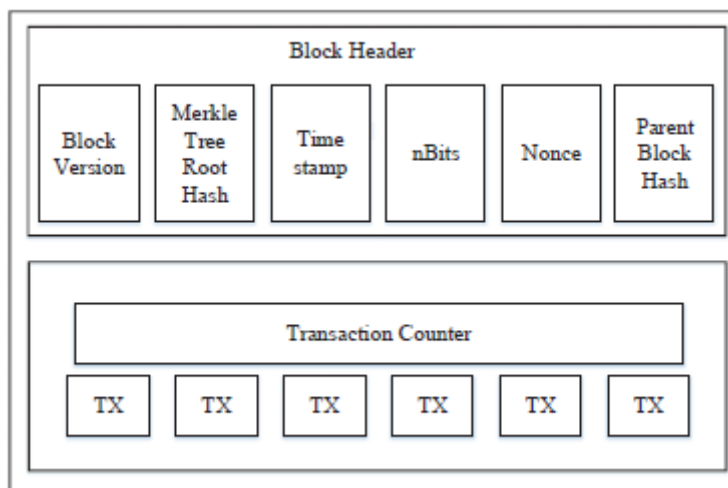 Block Header
Block
Version
Merkle
Tree
Root
Hash
Time
stamp
nBits
Nonce
Parent
Block
Hash
Transaction Counter
TX
TX
TX
TX
TX
TX